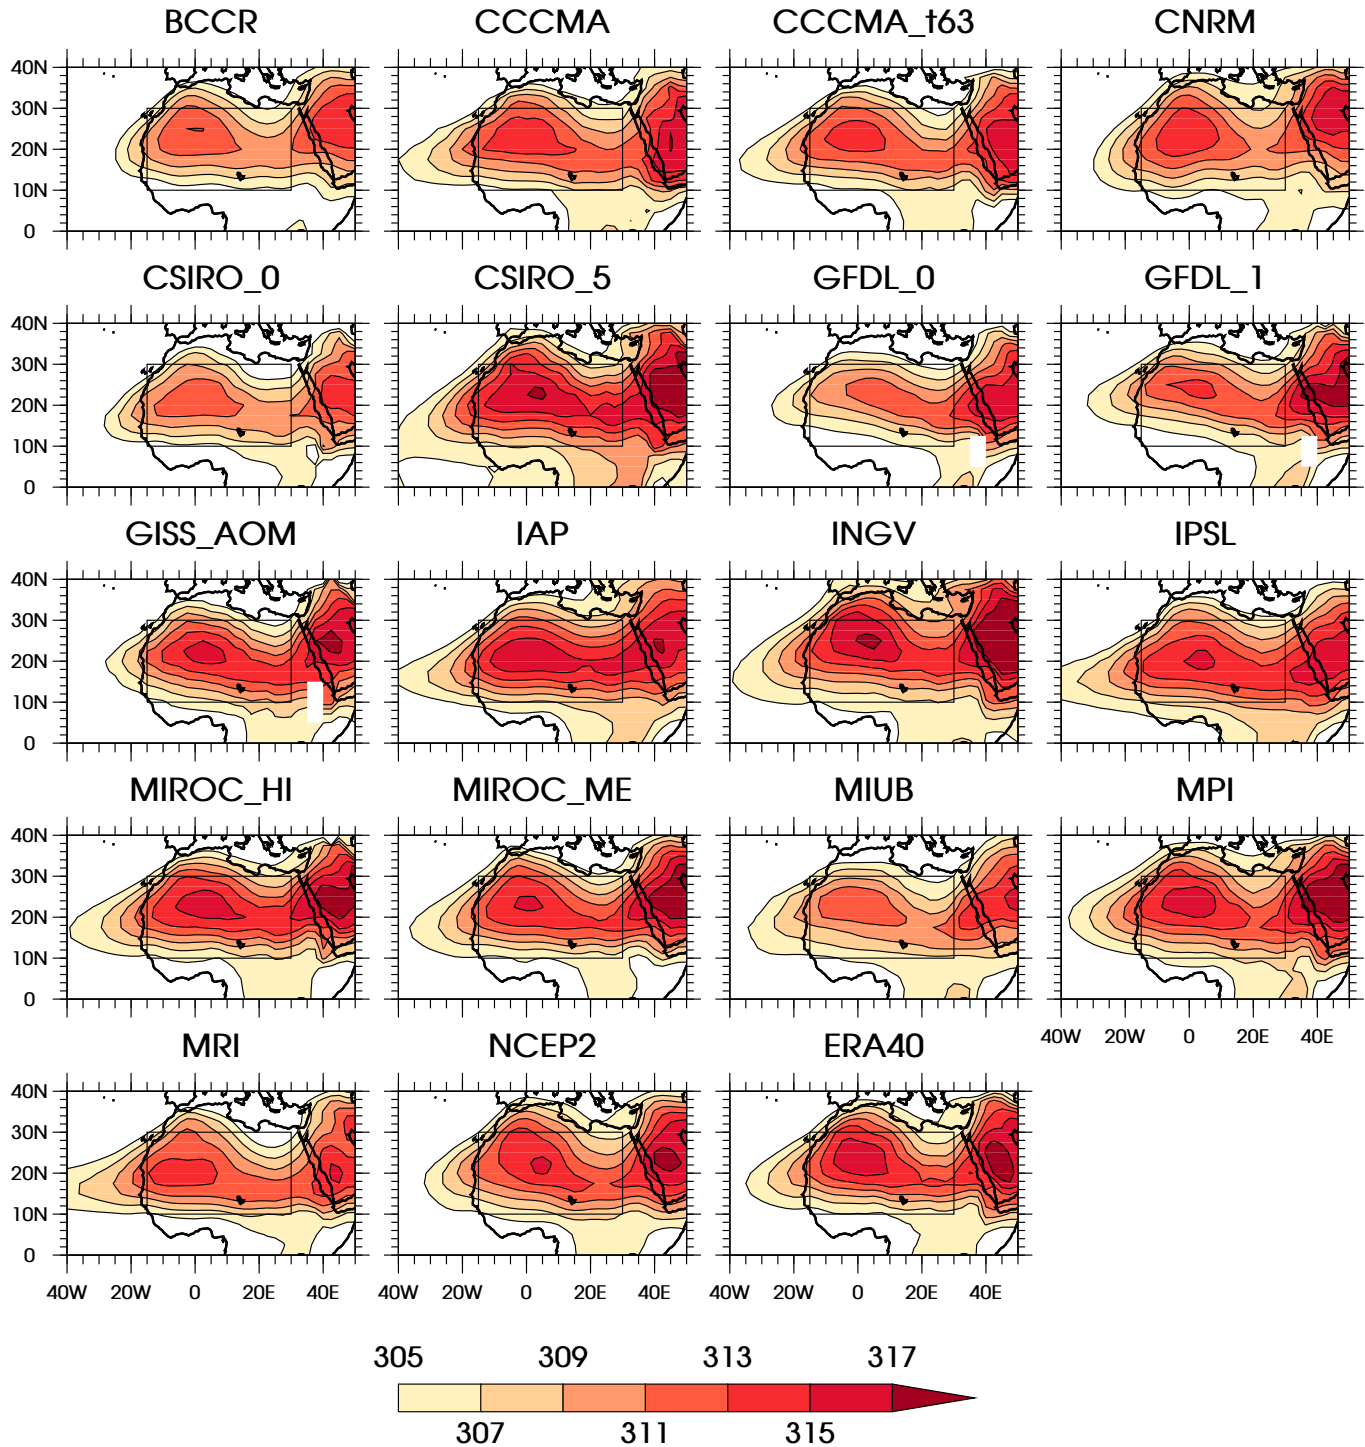 BCCR CCCMA CCCMA_t63 CNRM
40N
30N
20N
10N
0
CSIRO_0 CSIRO_5 GFDL_0 GFDL_1
40N
30N
20N
10N
0
GISS_AOM IAP INGV IPSL
40N
30N
20N
10N
0
MIROC_HI MIROC_ME MIUB MPI
40N
30N
20N
10N
0
40W 20W 0 20E 40E
MRI NCEP2 ERA40
40N
30N
20N
10N
0
40W 20W 0 20E 40E 40W 20W 0 20E 40E 40W 20W 0 20E 40E
305 309 313 317
307 311 315